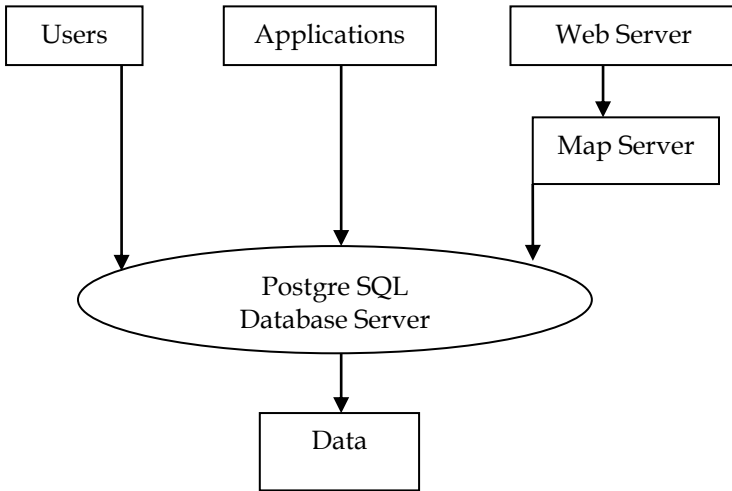 Users
Applications
Web Server
Map Server
Postgre SQL
Database Server
Data